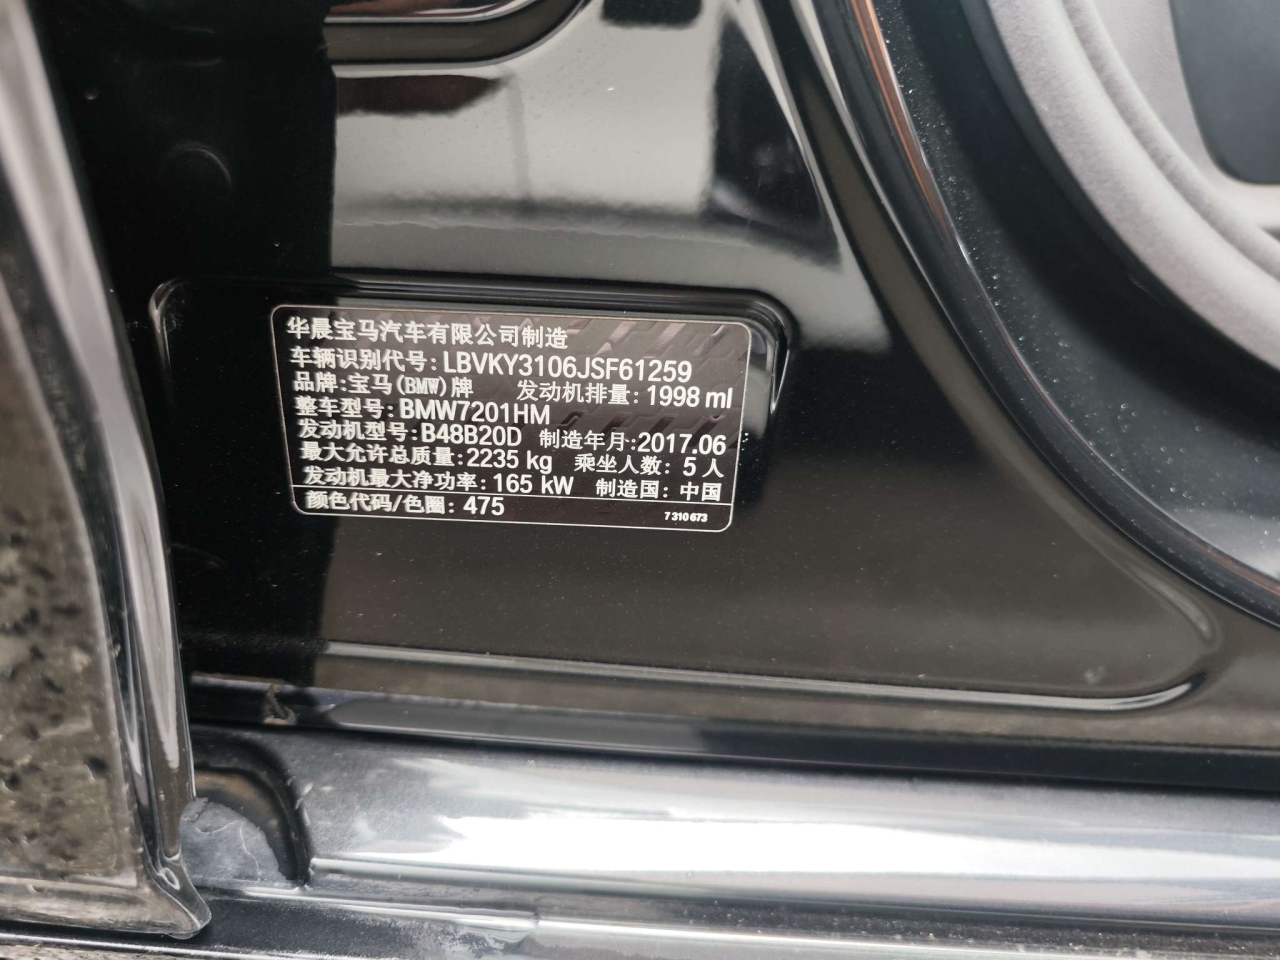 华晨宝马汽车有限公司制造
车辆识别代号: LBVKY3106JSF61259
品牌:宝马(BMW)牌 发动机排量: 1998 ml
整车型号: BMW7201HM
发动机型号: B48B20D 制造年月:2017.06
最大允许总质量:2235 kg 乘坐人数: 5 人
发动机最大净功率: 165 kW 制造国: 中国
颜色代码/色圈: 475 7310673